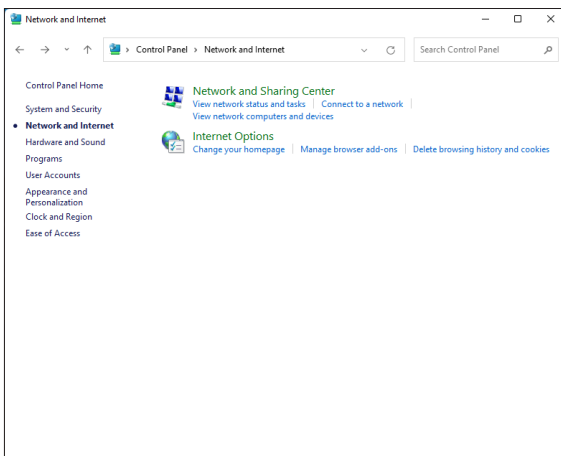 Network and Internet
Control Panel > Network and Internet
Search Control Panel
Control Panel Home
System and Security
Network and Internet
Hardware and Sound
Programs
User Accounts
Appearance and
Personalization
Clock and Region
Ease of Access
Network and Sharing Center
View network status and tasks
Connect to a network
View network computers and devices
Internet Options
Change your homepage
Manage browser add-ons
Delete browsing history and cookies